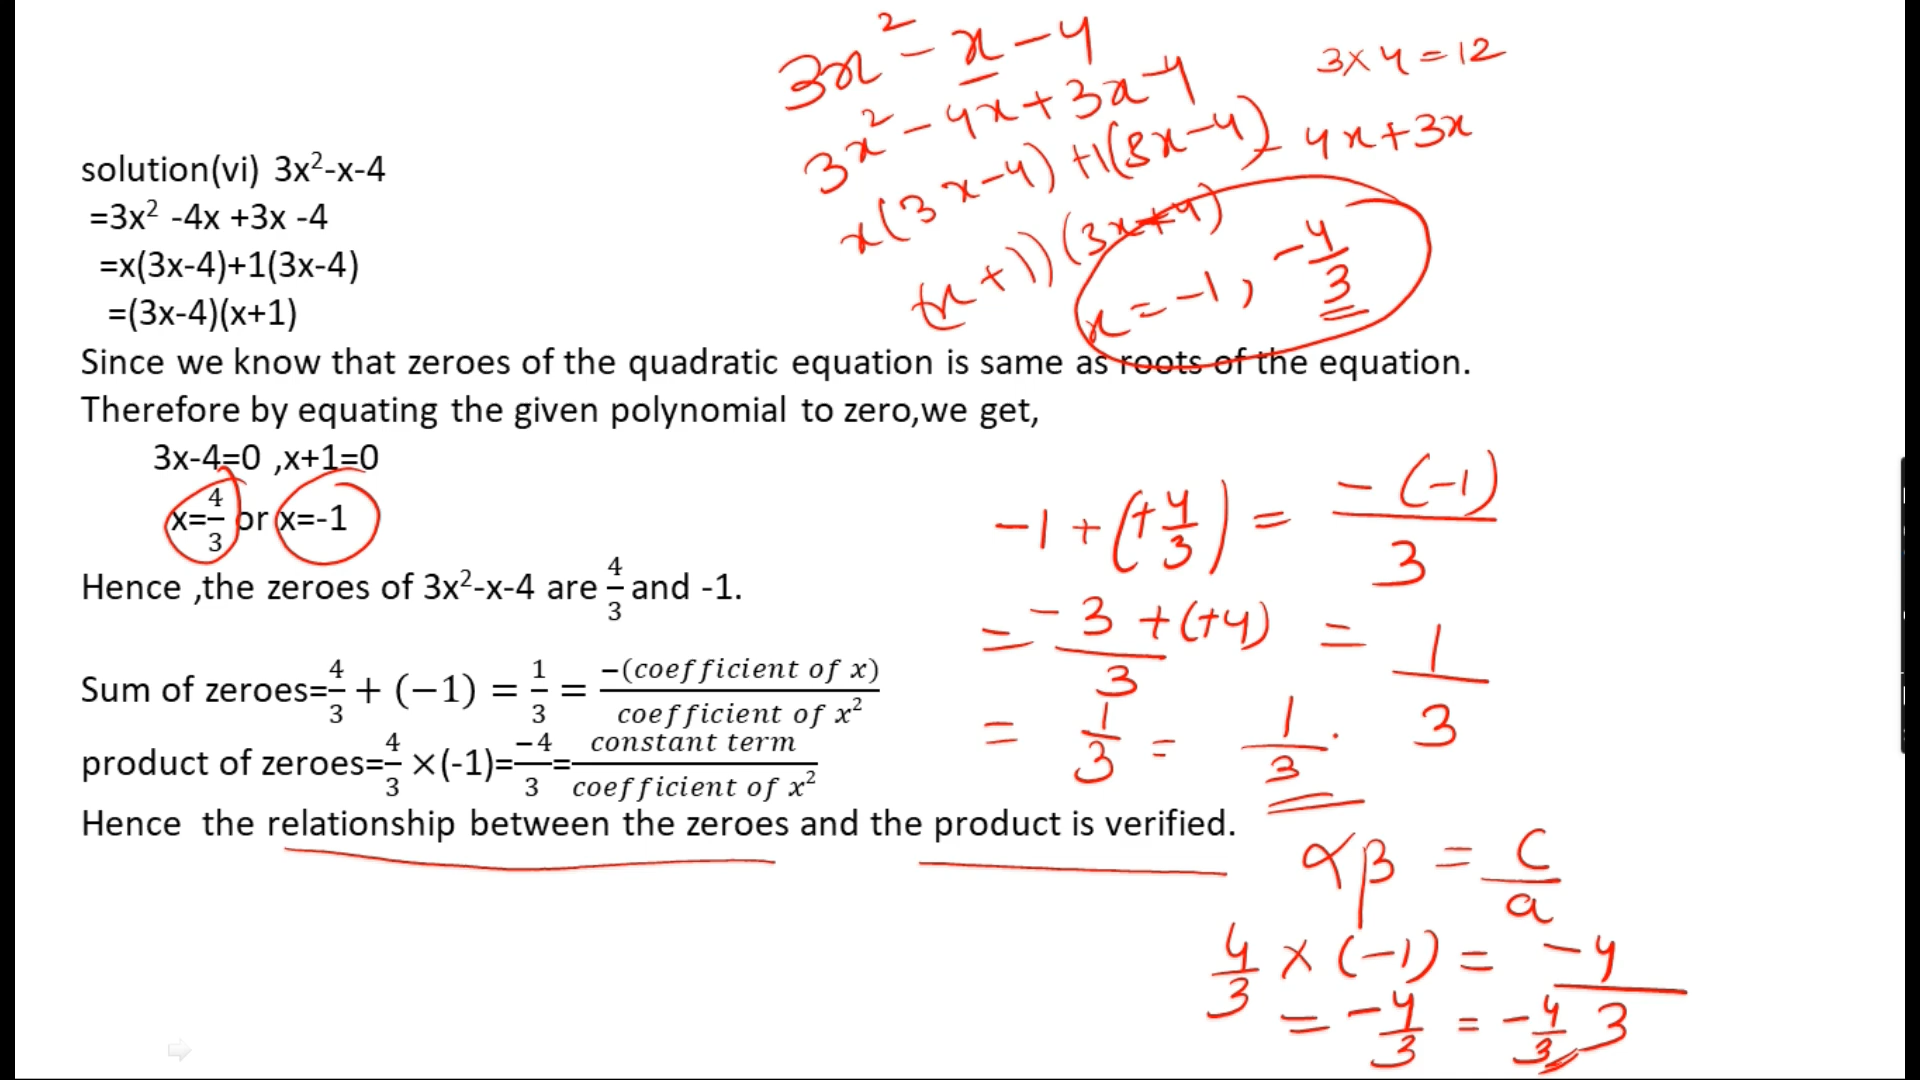 solution(vi) 3x²-x-4
=3x² -4x +3x -4
=x(3x-4)+1(3x-4)
=(3x-4)(x+1)
Since we know that zeroes of the quadratic equation is same as roots of the equation.
Therefore by equating the given polynomial to zero,we get,
3x-4=0 ,x+1=0
x=4/3 or x=-1
Hence ,the zeroes of 3x²-x-4 are 4/3 and -1.
Sum of zeroes=4/3 + (−1) = 1/3 = −(coefficient of x)/coefficient of x²
product of zeroes=4/3 ×(-1)=−4/3=constant term/coefficient of x²
Hence the relationship between the zeroes and the product is verified.
3x² − x − 4
3x² − 4x + 3x − 4
x(3x−4) +1(3x−4)
(x+1)(3x+4)
x = −1, −4/3
3×4=12
− 4x+3x
−1 + (+4/3) = −(−1)/3
= −3 +(+4)/3 = 1/3
= 1/3 = 1/3.
αβ = c/a
4/3 × (−1) = −4/3
= −4/3 = −4/3